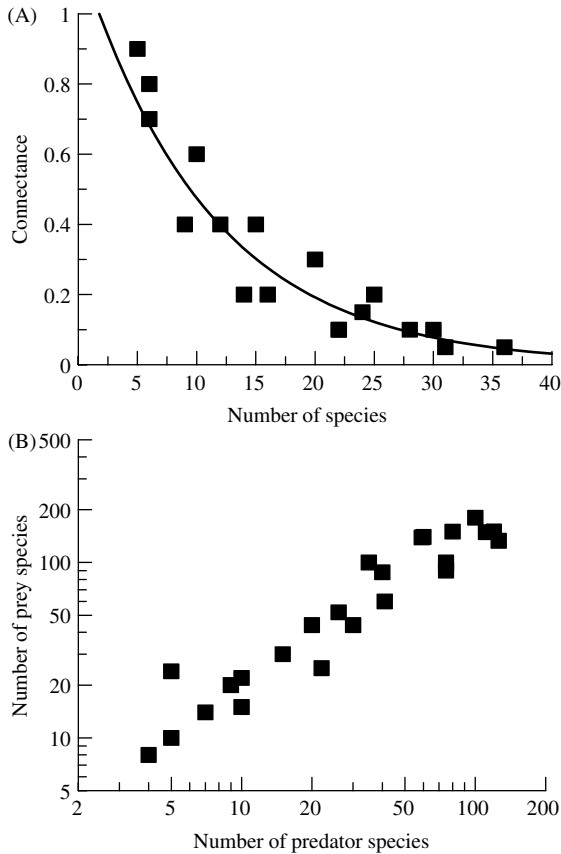 (A)
1
0.8
0.6
0.4
0.2
0
Connectance
0 5 10 15 20 25 30 35 40
Number of species
(B)
500
200
100
50
20
10
5
Number of prey species
2 5 10 20 50 100 200
Number of predator species